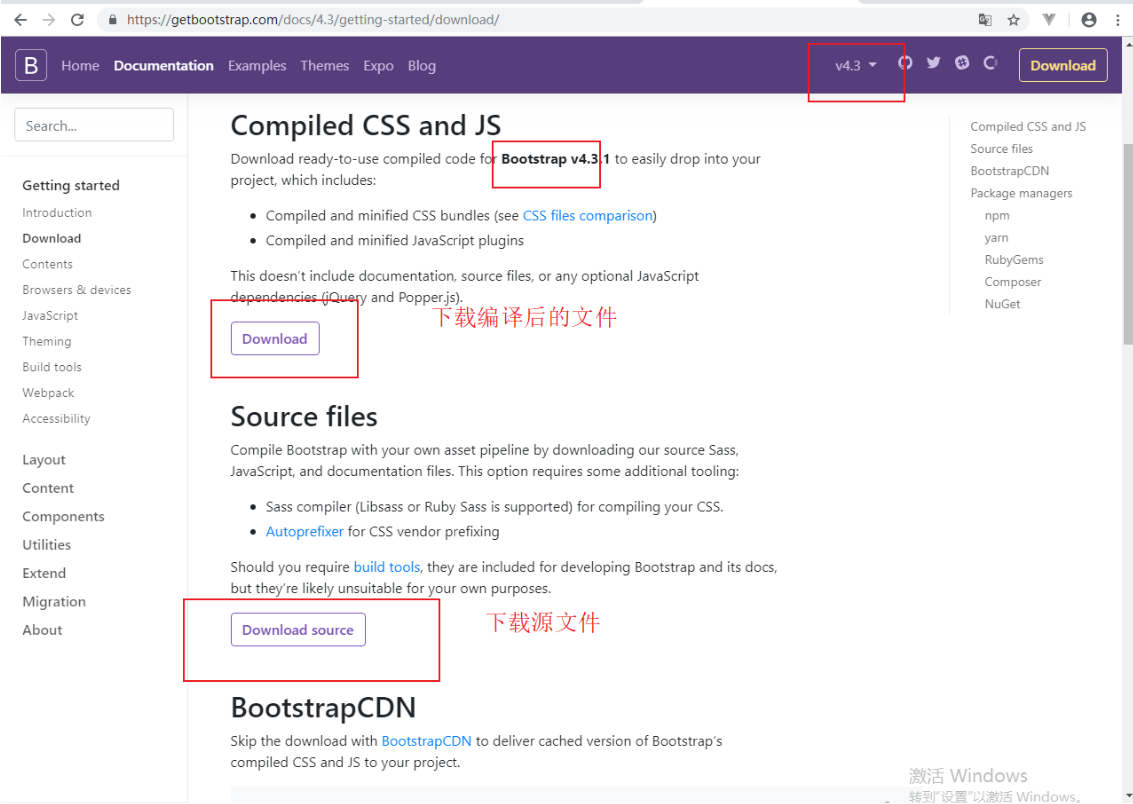 https://getbootstrap.com/docs/4.3/getting-started/download/
B Home Documentation Examples Themes Expo Blog v4.3 Download
Search...
Getting started
Introduction
Download
Contents
Browsers & devices
JavaScript
Theming
Build tools
Webpack
Accessibility
Layout
Content
Components
Utilities
Extend
Migration
About
Compiled CSS and JS
Download ready-to-use compiled code for Bootstrap v4.3.1 to easily drop into your
project, which includes:
• Compiled and minified CSS bundles (see CSS files comparison)
• Compiled and minified JavaScript plugins
This doesn’t include documentation, source files, or any optional JavaScript
dependencies (jQuery and Popper.js).
下载编译后的文件
Download
Source files
Compile Bootstrap with your own asset pipeline by downloading our source Sass,
JavaScript, and documentation files. This option requires some additional tooling:
• Sass compiler (Libsass or Ruby Sass is supported) for compiling your CSS.
• Autoprefixer for CSS vendor prefixing
Should you require build tools, they are included for developing Bootstrap and its docs,
but they’re likely unsuitable for your own purposes.
Download source
下载源文件
BootstrapCDN
Skip the download with BootstrapCDN to deliver cached version of Bootstrap’s
compiled CSS and JS to your project.
Compiled CSS and JS
Source files
BootstrapCDN
Package managers
npm
yarn
RubyGems
Composer
NuGet
激活 Windows
转到"设置"以激活 Windows。